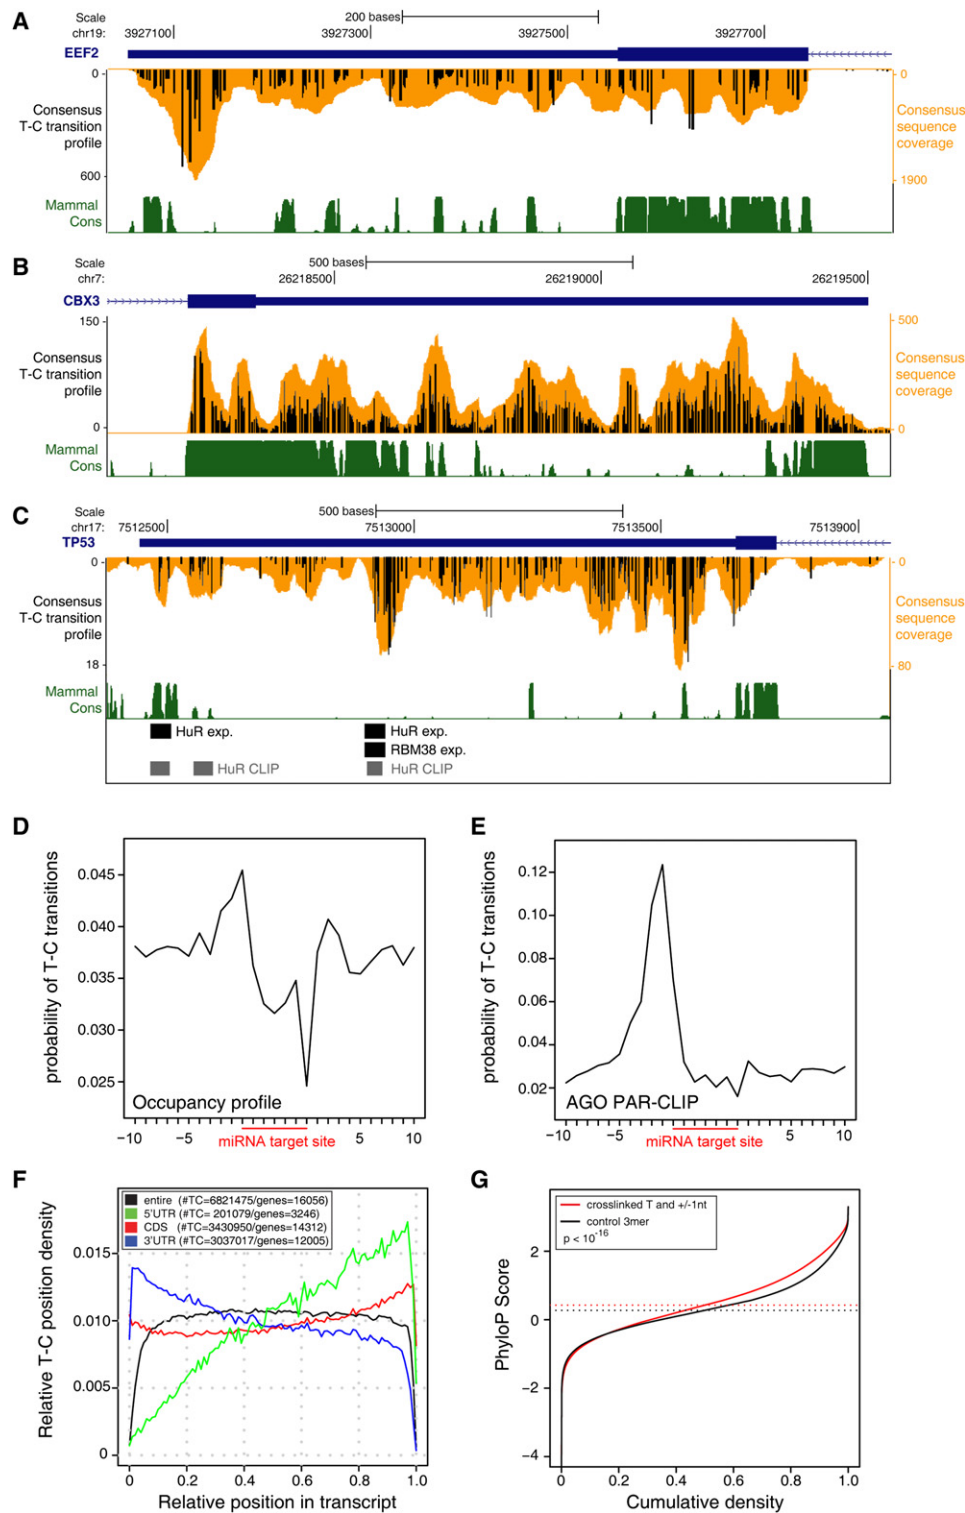 A
Scale
200 bases
chr19:
3927100
3927300
3927500
3927700
EEF2
0
0
Consensus
T-C transition
profile
Consensus
sequence
coverage
600
1900
Mammal
Cons
B
Scale
500 bases
chr7:
26218500
26219000
26219500
CBX3
150
500
Consensus
T-C transition
profile
Consensus
sequence
coverage
0
0
Mammal
Cons
C
Scale
500 bases
chr17:
7512500
7513000
7513500
7513900
TP53
0
0
Consensus
T-C transition
profile
Consensus
sequence
coverage
18
80
Mammal
Cons
HuR exp.
HuR exp.
RBM38 exp.
HuR CLIP
HuR CLIP
D
probability of T-C transitions
0.045
0.040
0.035
0.030
0.025
Occupancy profile
−10
−5
miRNA target site
5
10
E
probability of T-C transitions
0.12
0.10
0.08
0.06
0.04
0.02
AGO PAR-CLIP
−10
−5
miRNA target site
5
10
F
Relative T-C position density
entire (#TC=6821475/genes=16056)
5'UTR (#TC= 201079/genes=3246)
CDS (#TC=3430950/genes=14312)
3'UTR (#TC=3037017/genes=12005)
0.015
0.010
0.005
0
0
0.2
0.4
0.6
0.8
1.0
Relative position in transcript
G
PhyloP Score
crosslinked T and +/-1nt
control 3mer
p < 10-16
2
0
−2
−4
0
0.2
0.4
0.6
0.8
1.0
Cumulative density